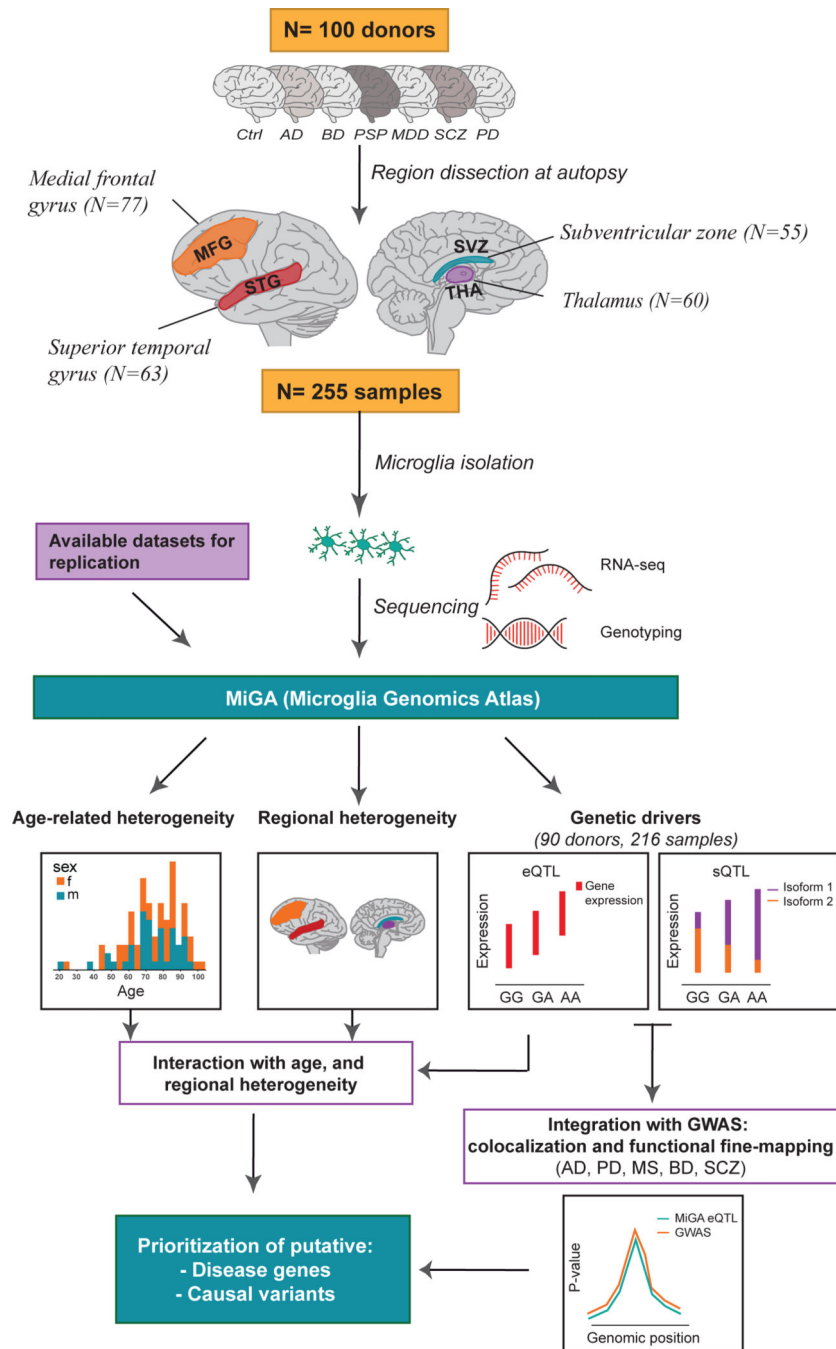 N= 100 donors
Ctrl AD BD PSP MDD SCZ PD
Region dissection at autopsy
Medial frontal
gyrus (N=77)
MFG
STG
SVZ
THA
Subventricular zone (N=55)
Thalamus (N=60)
Superior temporal
gyrus (N=63)
N= 255 samples
Microglia isolation
Available datasets for
replication
Sequencing
RNA-seq
Genotyping
MiGA (Microglia Genomics Atlas)
Age-related heterogeneity
sex
f
m
20 30 40 50 60 70 80 90 100
Age
Regional heterogeneity
Genetic drivers
(90 donors, 216 samples)
eQTL
Gene
expression
Expression
GG GA AA
sQTL
Isoform 1
Isoform 2
Expression
GG GA AA
Interaction with age, and
regional heterogeneity
Integration with GWAS:
colocalization and functional fine-mapping
(AD, PD, MS, BD, SCZ)
Prioritization of putative:
- Disease genes
- Causal variants
MiGA eQTL
GWAS
P-value
Genomic position